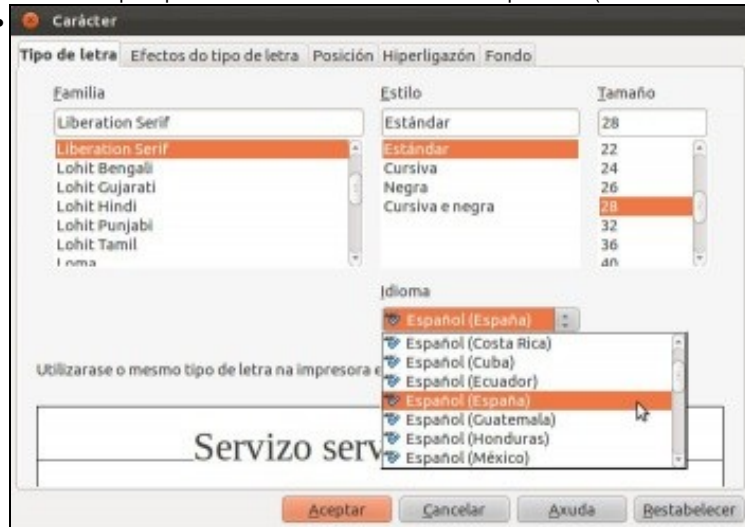 Carácter
Tipo de letra Efectos do tipo de letra Posición Hiperligazón Fondo
Familia Estilo Tamaño
Liberation Serif Estándar 28
Liberation Serif Estándar 22
Lohit Bengali Cursiva 24
Lohit Gujarati Negra 26
Lohit Hindi Cursiva e negra 28
Lohit Punjabi 32
Lohit Tamil 36
Loma 40
Idioma
Español (España)
Español (Costa Rica)
Español (Cuba)
Utilizarase o mesmo tipo de letra na impresora e
Español (Ecuador)
Español (España)
Español (Guatemala)
Servizo serv
Español (Honduras)
Español (México)
Aceptar Cancelar Axuda Restabelecer